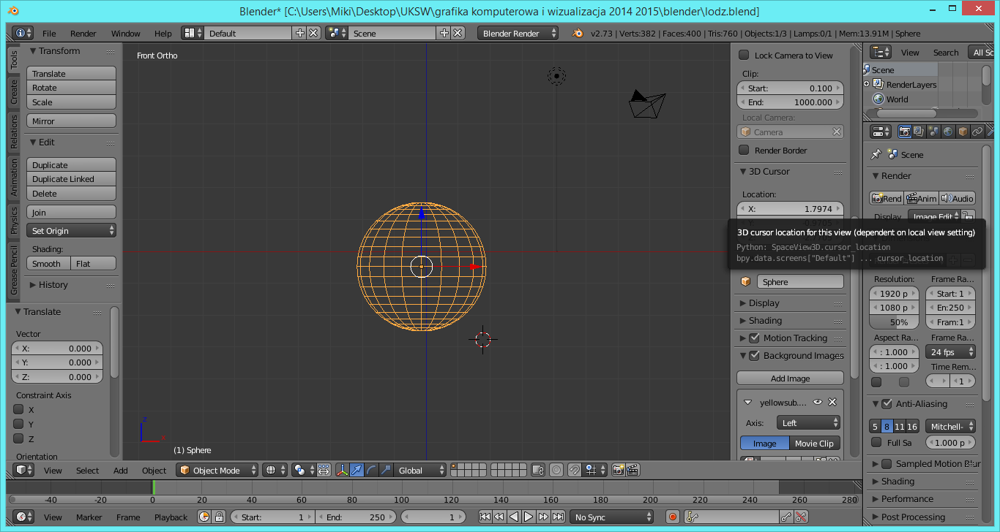 Blender* [C:\Users\Miki\Desktop\UKSW\grafika komputerowa i wizualizacja 2014 2015\blender\lodz.blend]
File Render Window Help Default Scene Blender Render v2.73 | Verts:382 | Faces:400 | Tris:760 | Objects:1/3 | Lamps:0/1 | Mem:13.91M | Sphere
Tools
Create
Relations
Animation
Physics
Grease Pencil
Transform
Translate
Rotate
Scale
Mirror
Edit
Duplicate
Duplicate Linked
Delete
Join
Set Origin
Shading:
Smooth Flat
History
Translate
Vector
X: 0.000
Y: 0.000
Z: 0.000
Constraint Axis
X
Y
Z
Orientation
Front Ortho
z
x
(1) Sphere
Lock Camera to View
Clip:
Start: 0.100
End: 1000.000
Local Camera:
Camera
Render Border
3D Cursor
Location:
X: 1.7974
3D cursor location for this view (dependent on local view setting)
Python: SpaceView3D.cursor_location
bpy.data.screens["Default"] ... cursor_location
Sphere
Display
Shading
Motion Tracking
Background Images
Add Image
yellowsub....
Axis: Left
Image Movie Clip
View Search All Sc
Scene
RenderLayers
World
Scene
Render
Rend Anim Audio
Display Image Edit
Resolution: Frame Ra...
1920 p Start: 1
1080 p En:250
50% Fram:1
Aspect Ra... Frame Ra...
: 1.000 24 fps
: 1.000 Time Rem...
1
Anti-Aliasing
5 8 11 16 Mitchell-
Full Sa 1.000 p
Sampled Motion Blur
Shading
Performance
Post Processing
View Select Add Object Object Mode Global
-40 -20 0 20 40 60 80 100 120 140 160 180 200 220 240 260 280
View Marker Frame Playback Start: 1 End: 250 1 No Sync